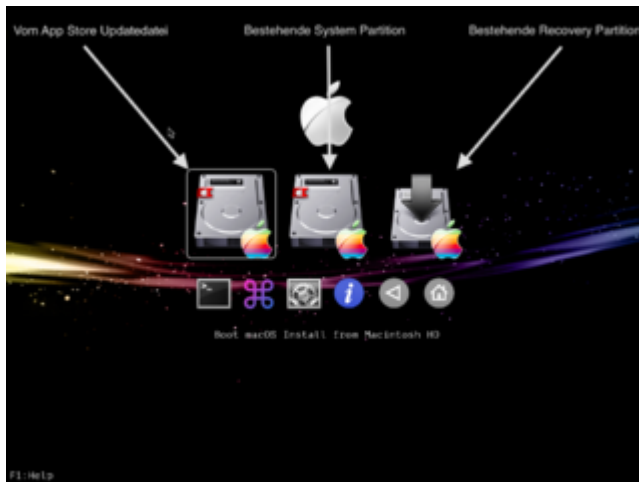 Vom App Store Updatedatei
Bestehende System Partition
Bestehende Recovery Partition
Boot macOS Install from Macintosh HD
F1:Help